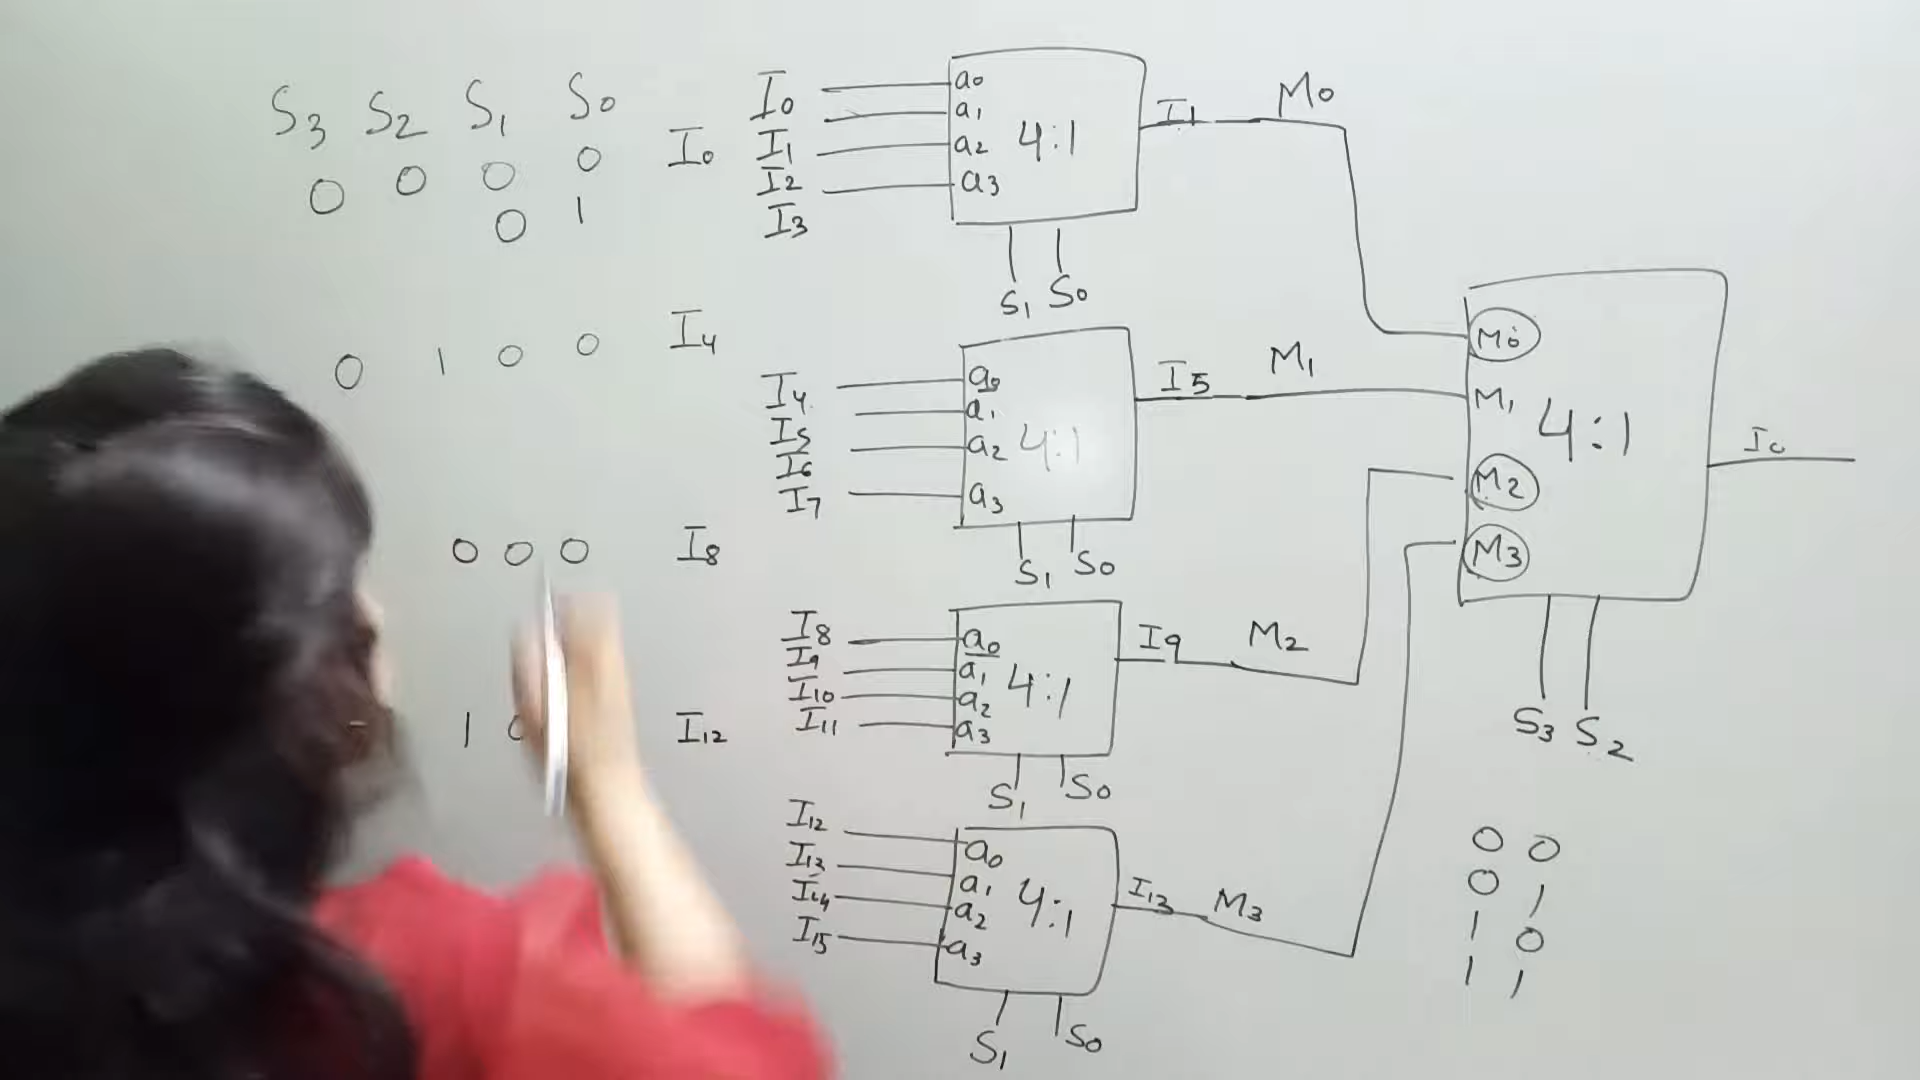 S3 S2 S1 S0
0 0 0 0 I0
0 1
0 1 0 0 I4
0 0 0 I8
1 0 I12
I0 a0
I1 a1
I2 a2
I3 a3
4:1
S1 S0
I1 M0
I4 a0
I5 a1
I6 a2
I7 a3
4:1
S1 S0
I5 M1
I8 a0
I9 a1
I10 a2
I11 a3
4:1
S1 S0
I9 M2
I12 a0
I13 a1
I14 a2
I15 a3
4:1
S1 S0
I13 M3
M0
M1
M2
M3
4:1
I0
S3 S2
0 0
0 1
1 0
1 1